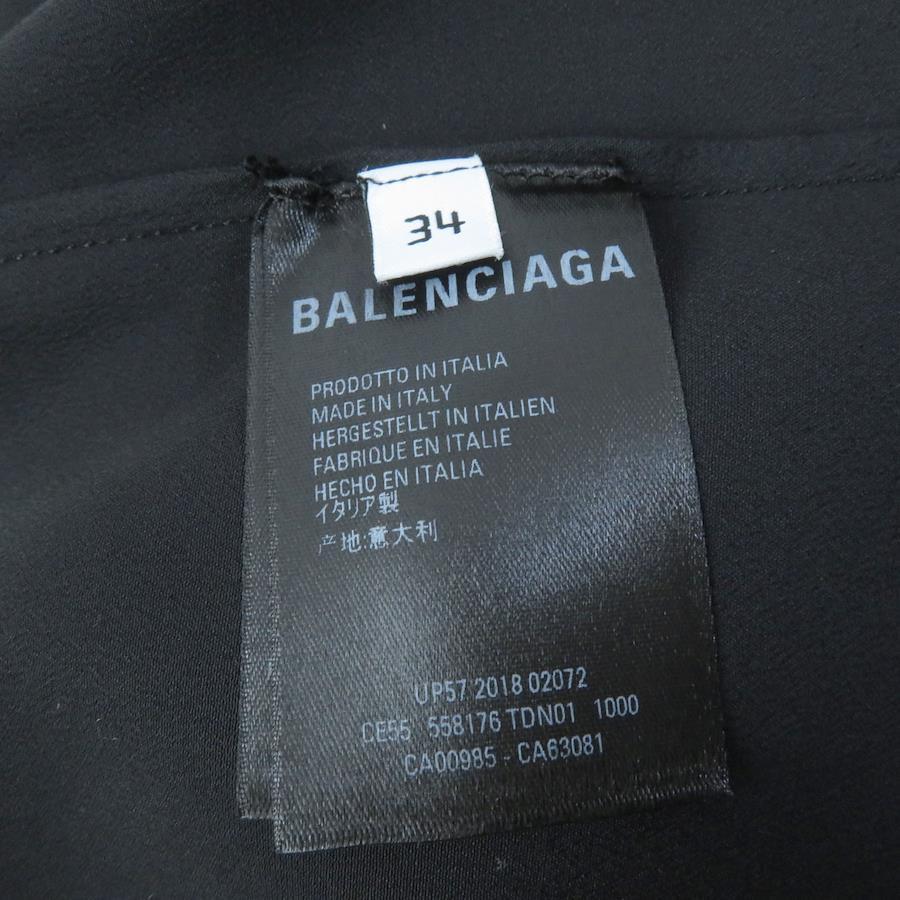 34
BALENCIAGA
PRODOTTO IN ITALIA
MADE IN ITALY
HERGESTELLT IN ITALIEN
FABRIQUE EN ITALIE
HECHO EN ITALIA
イタリア製
产地:意大利
UP57 2018 02072
CE55 558176 TDN01 1000
CA00985 - CA63081